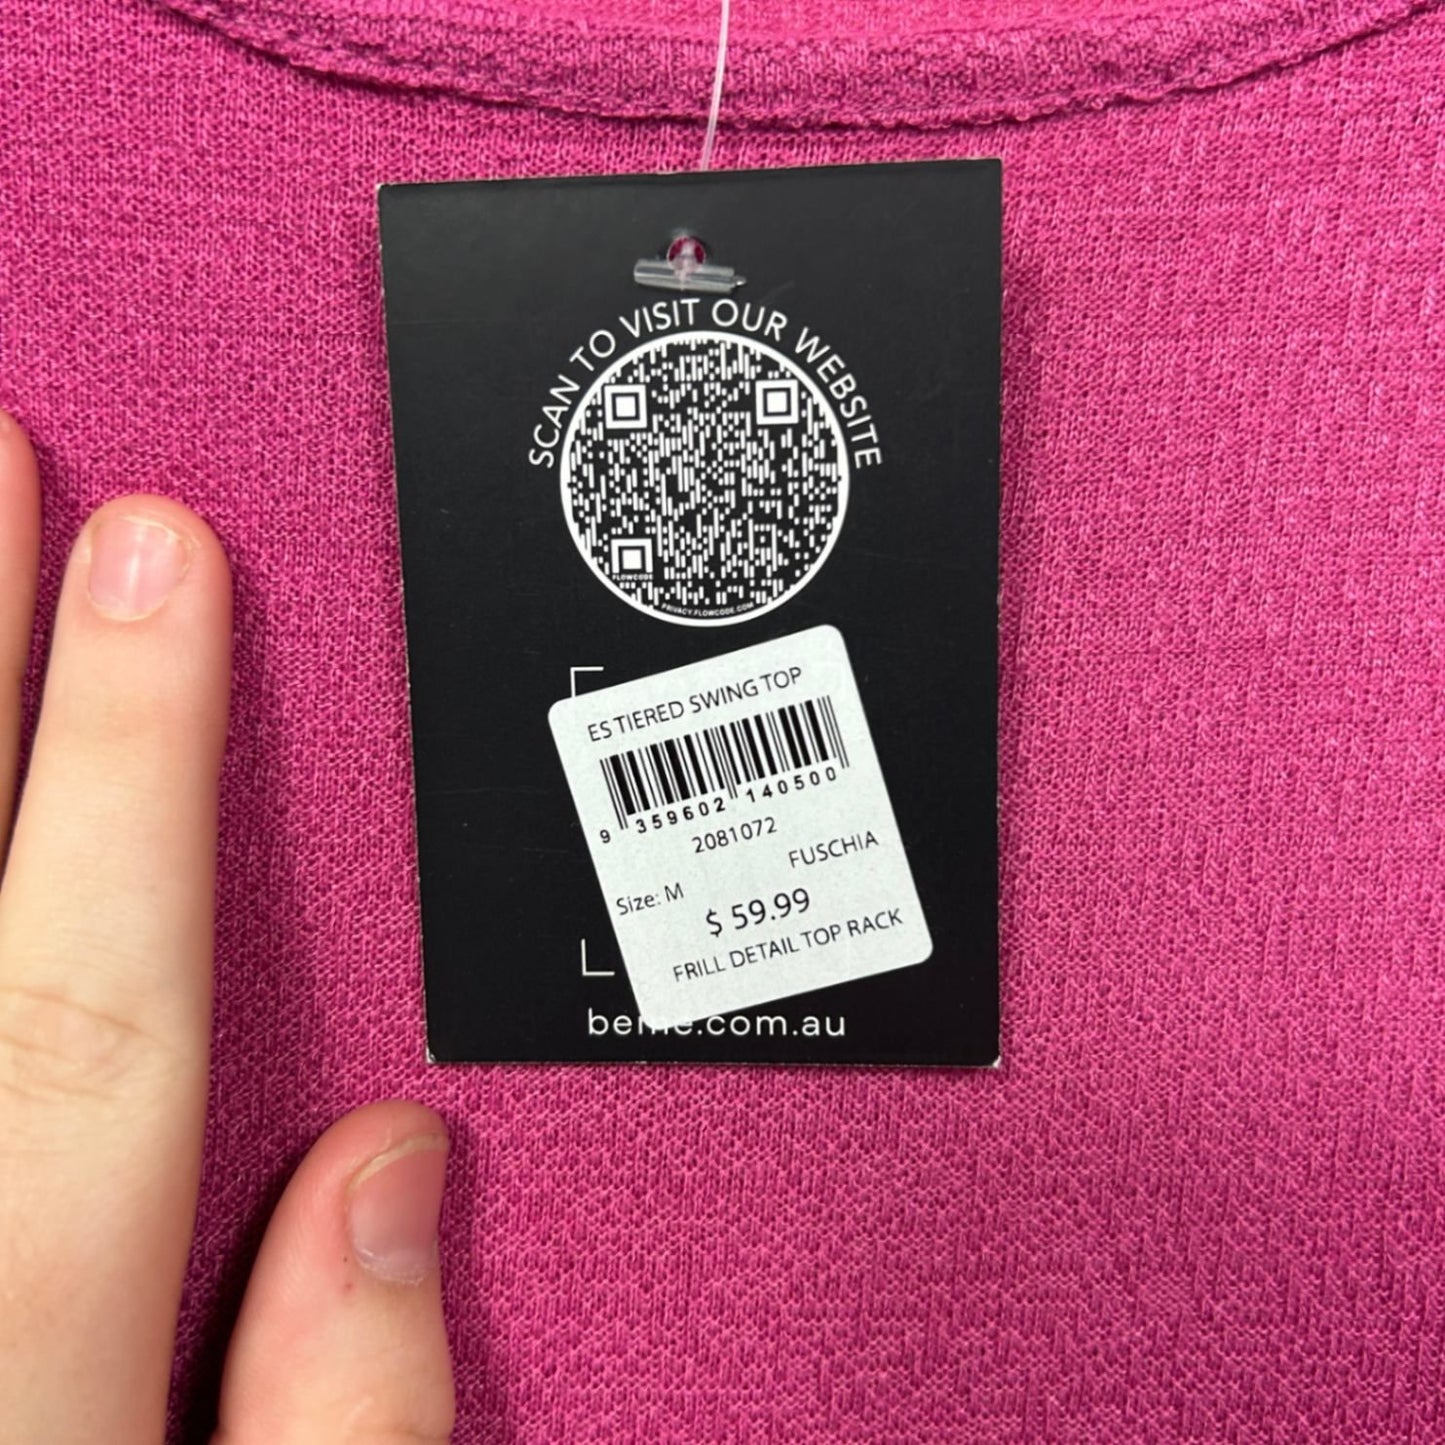 SCAN TO VISIT OUR WEBSITE
FLOWCODE
PRIVACY.FLOWCODE.COM
ES TIERED SWING TOP
9 359602 140500
2081072
FUSCHIA
Size: M
$ 59.99
FRILL DETAIL TOP RACK
beme.com.au